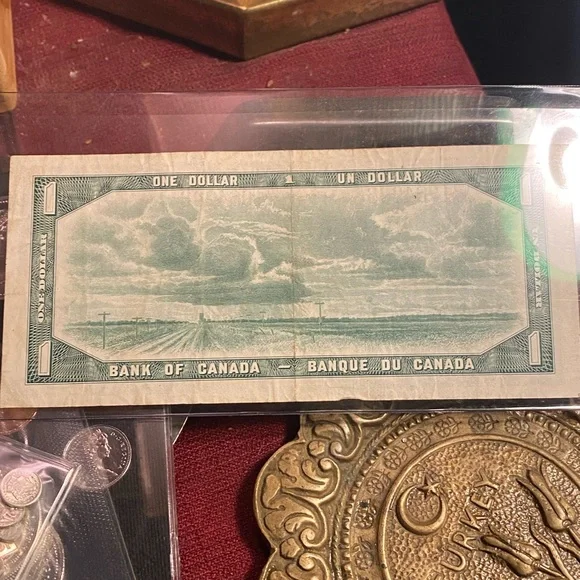 ONE DOLLAR 1 UN DOLLAR
1 1
ONE DOLLAR
UN DOLLAR
1 1
BANK OF CANADA – BANQUE DU CANADA
TURKEY